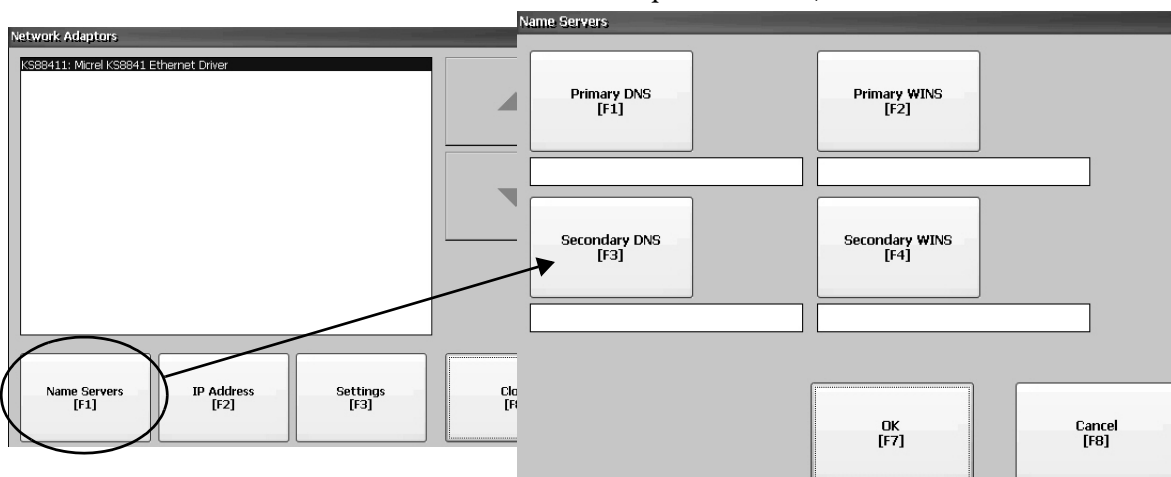 Network Adaptors
KS88411: Micrel KS8841 Ethernet Driver
Name Servers
[F1]
IP Address
[F2]
Settings
[F3]
Name Servers
Primary DNS
[F1]
Primary WINS
[F2]
Secondary DNS
[F3]
Secondary WINS
[F4]
OK
[F7]
Cancel
[F8]